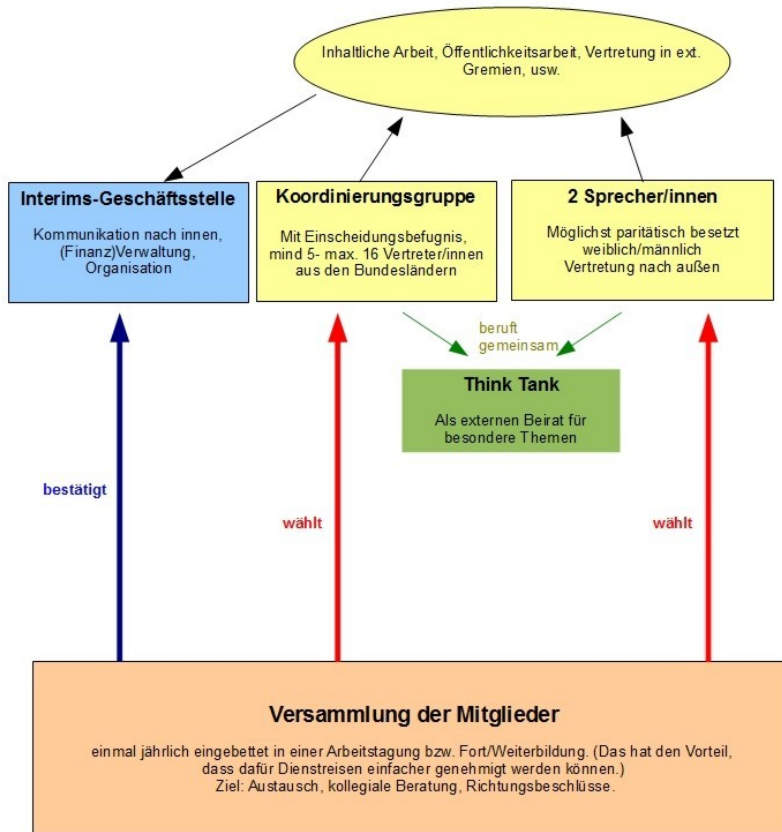 Inhaltliche Arbeit, Öffentlichkeitsarbeit, Vertretung in ext.
Gremien, usw.
Interims-Geschäftsstelle
Kommunikation nach innen,
(Finanz)Verwaltung,
Organisation
Koordinierungsgruppe
Mit Einscheidungsbefugnis,
mind 5- max. 16 Vertreter/innen
aus den Bundesländern
2 Sprecher/innen
Möglichst paritätisch besetzt
weiblich/männlich
Vertretung nach außen
beruft
gemeinsam
Think Tank
Als externen Beirat für
besondere Themen
bestätigt
wählt
wählt
Versammlung der Mitglieder
einmal jährlich eingebettet in einer Arbeitstagung bzw. Fort/Weiterbildung. (Das hat den Vorteil,
dass dafür Dienstreisen einfacher genehmigt werden können.)
Ziel: Austausch, kollegiale Beratung, Richtungsbeschlüsse.